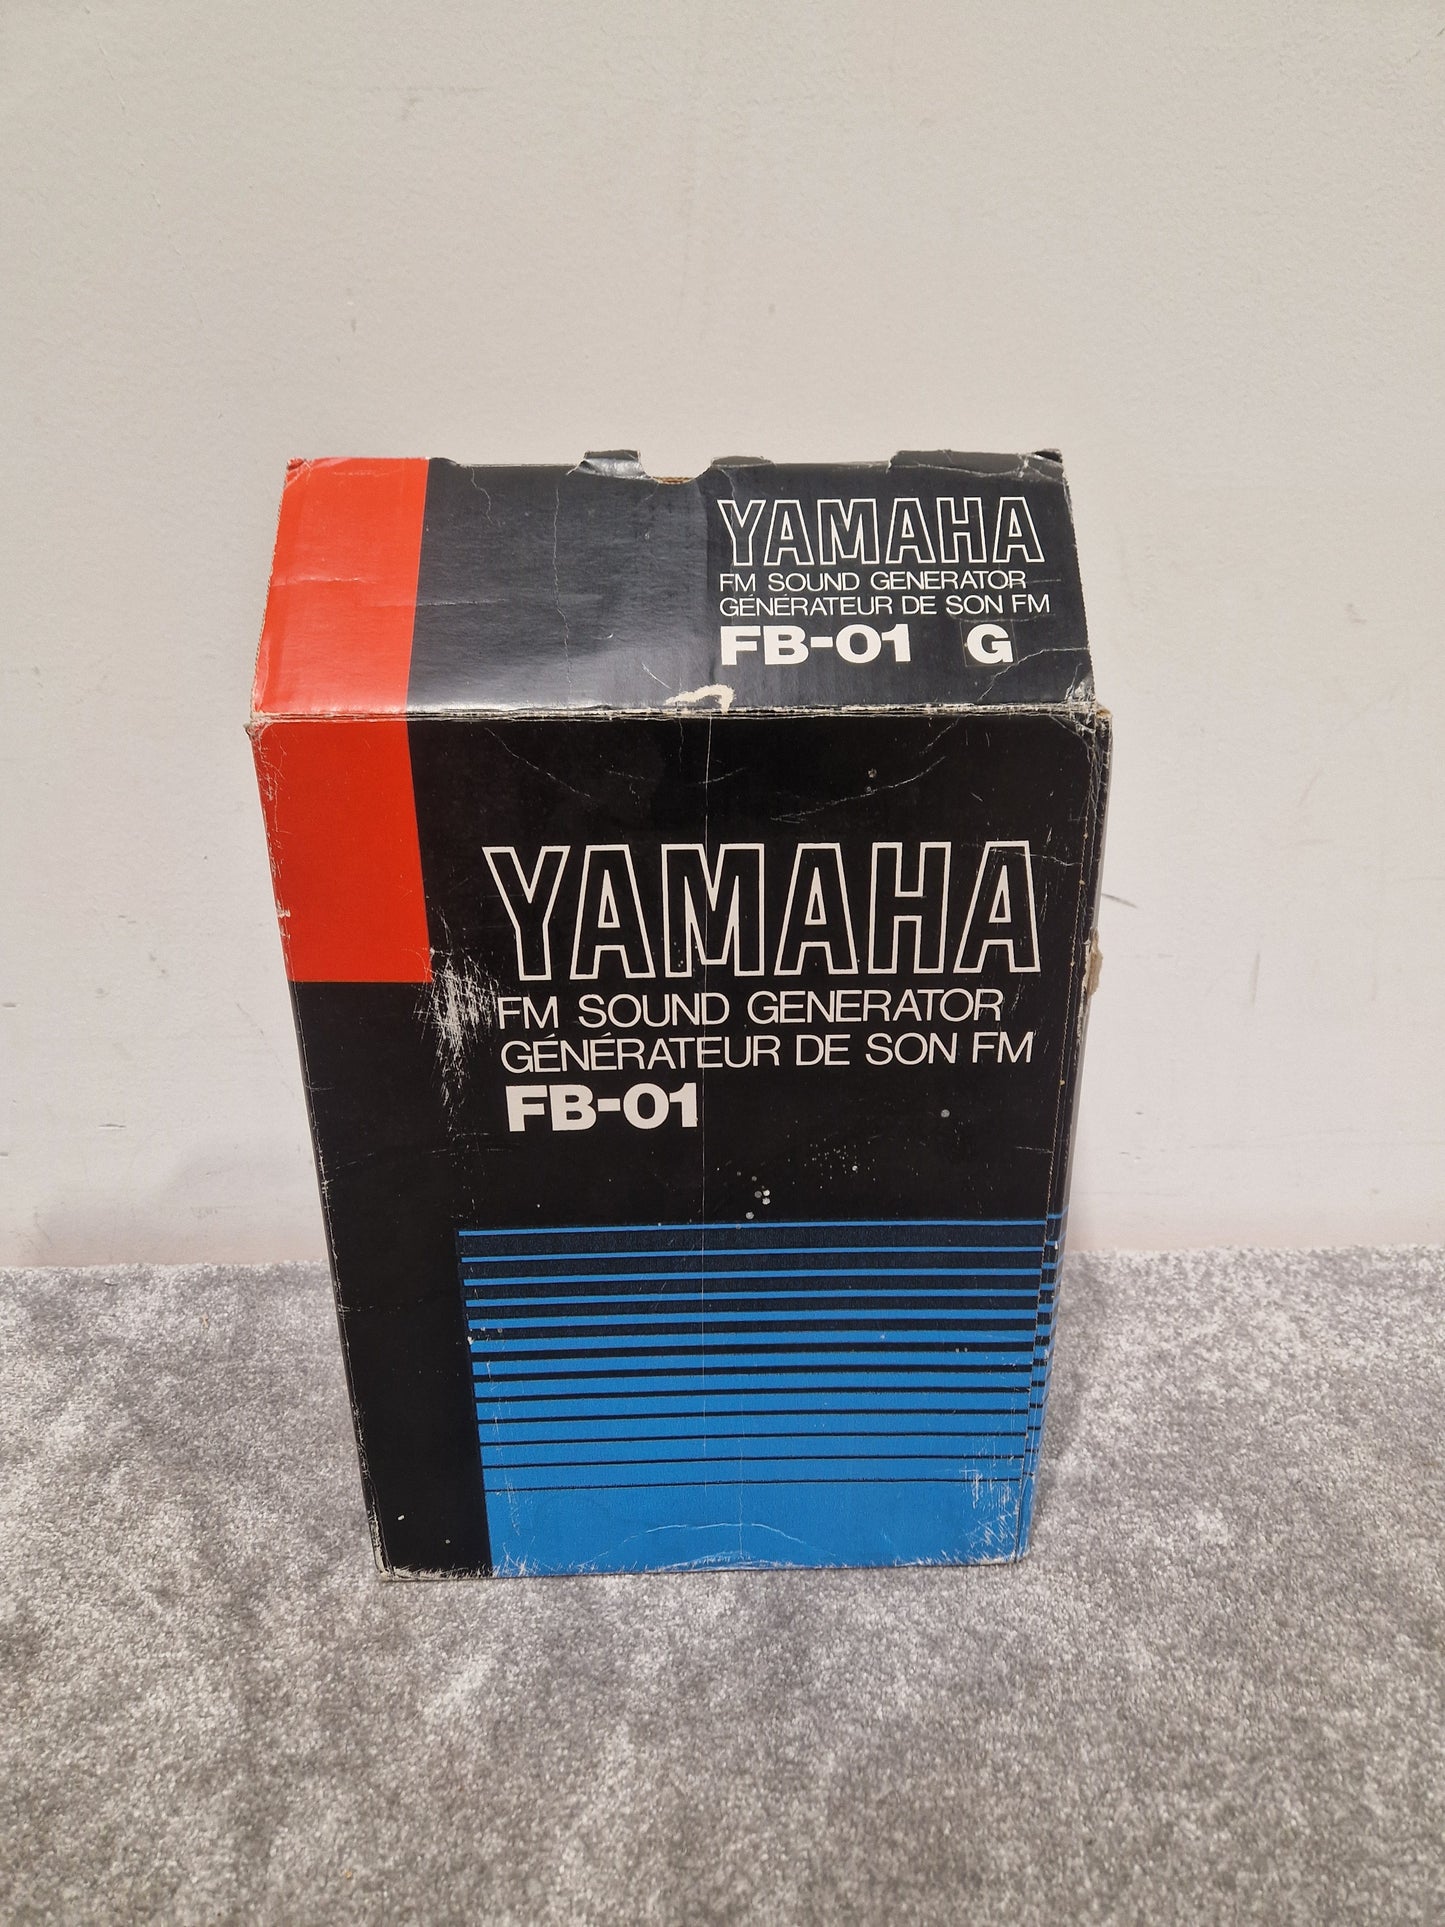 YAMAHA
FM SOUND GENERATOR
GÉNÉRATEUR DE SON FM
FB-01 G
YAMAHA
FM SOUND GENERATOR
GÉNÉRATEUR DE SON FM
FB-01